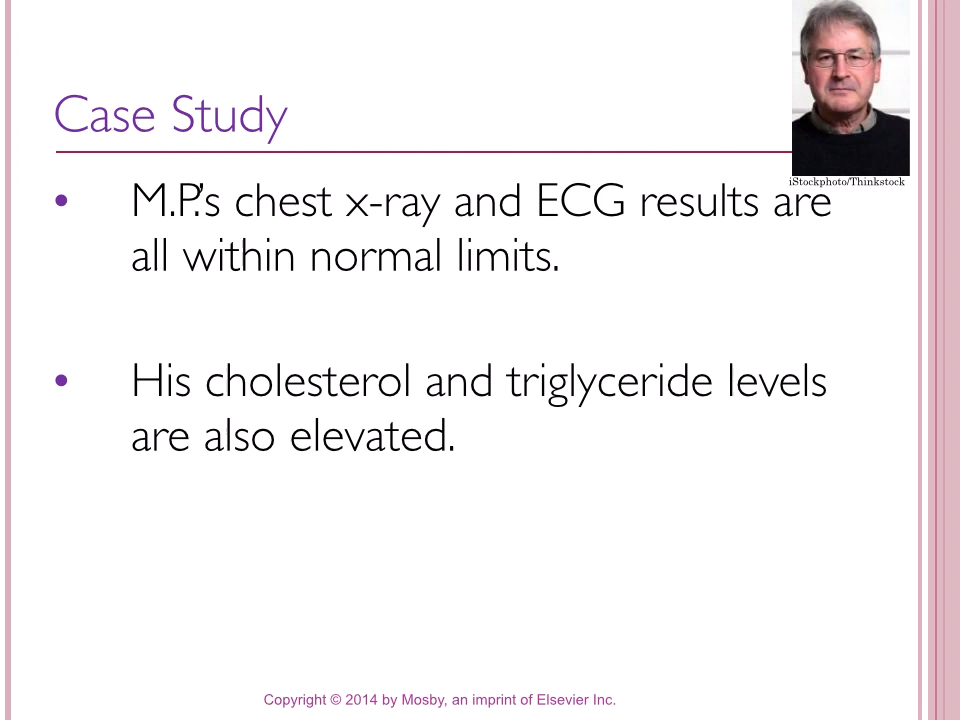 Case Study
iStockphoto/Thinkstock
• M.P.’s chest x-ray and ECG results are
all within normal limits.
• His cholesterol and triglyceride levels
are also elevated.
Copyright © 2014 by Mosby, an imprint of Elsevier Inc.